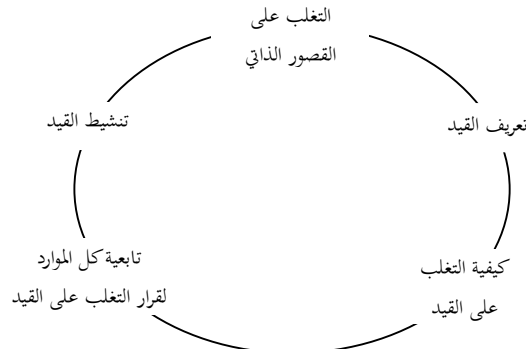 التغلب على
القصور الذاتي
تعريف القيد
تنشيط القيد
كيفية التغلب
على القيد
تابعية كل الموارد
لقرار التغلب على القيد